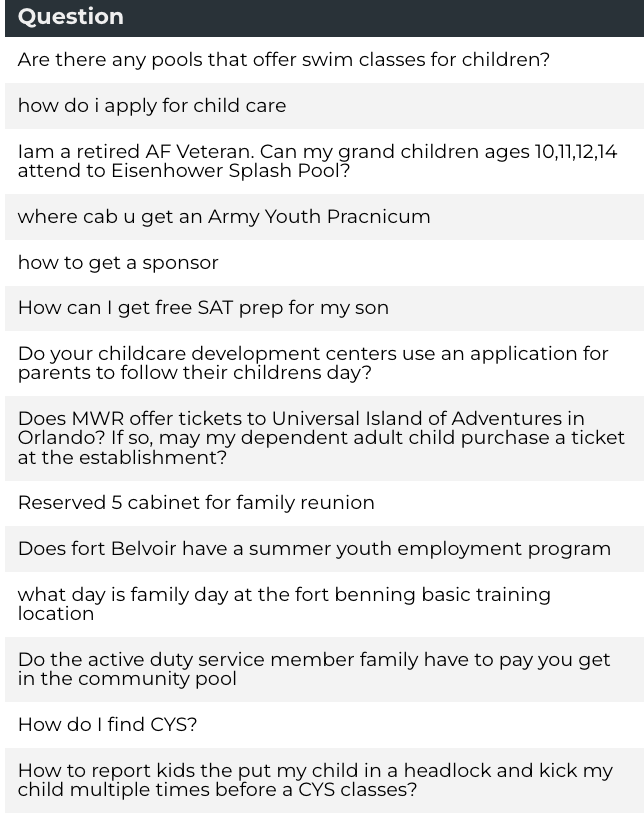 Question
Are there any pools that offer swim classes for children?
how do i apply for child care
Iam a retired AF Veteran. Can my grand children ages 10,11,12,14
attend to Eisenhower Splash Pool?
where cab u get an Army Youth Pracnicum
how to get a sponsor
How can I get free SAT prep for my son
Do your childcare development centers use an application for
parents to follow their childrens day?
Does MWR offer tickets to Universal Island of Adventures in
Orlando? If so, may my dependent adult child purchase a ticket
at the establishment?
Reserved 5 cabinet for family reunion
Does fort Belvoir have a summer youth employment program
what day is family day at the fort benning basic training
location
Do the active duty service member family have to pay you get
in the community pool
How do I find CYS?
How to report kids the put my child in a headlock and kick my
child multiple times before a CYS classes?